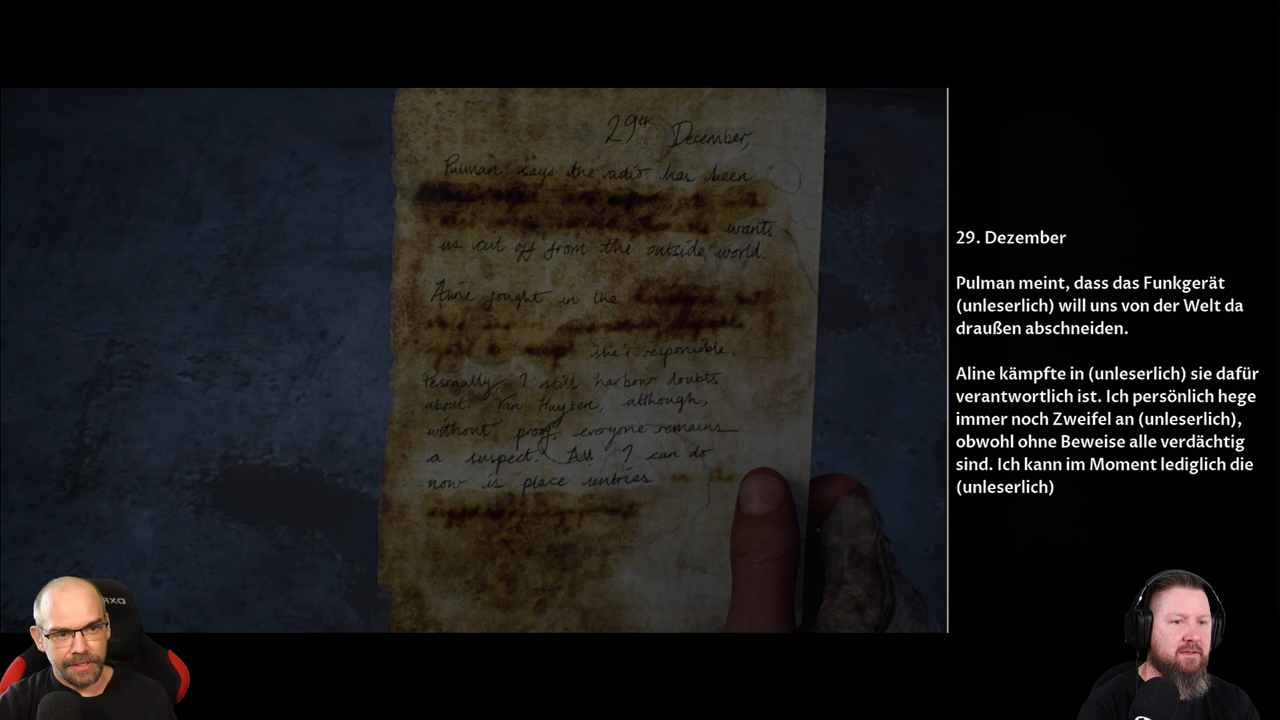 29th December,
Pulman says the radio has been
wants
us cut off from the outside world.
Aline fought in the
she's responsible.
Personally, I still harbour doubts
about Van Huysen, although,
without proof, everyone remains
a suspect. All I can do
now is place sentries
29. Dezember
Pulman meint, dass das Funkgerät
(unleserlich) will uns von der Welt da
draußen abschneiden.
Aline kämpfte in (unleserlich) sie dafür
verantwortlich ist. Ich persönlich hege
immer noch Zweifel an (unleserlich),
obwohl ohne Beweise alle verdächtig
sind. Ich kann im Moment lediglich die
(unleserlich)